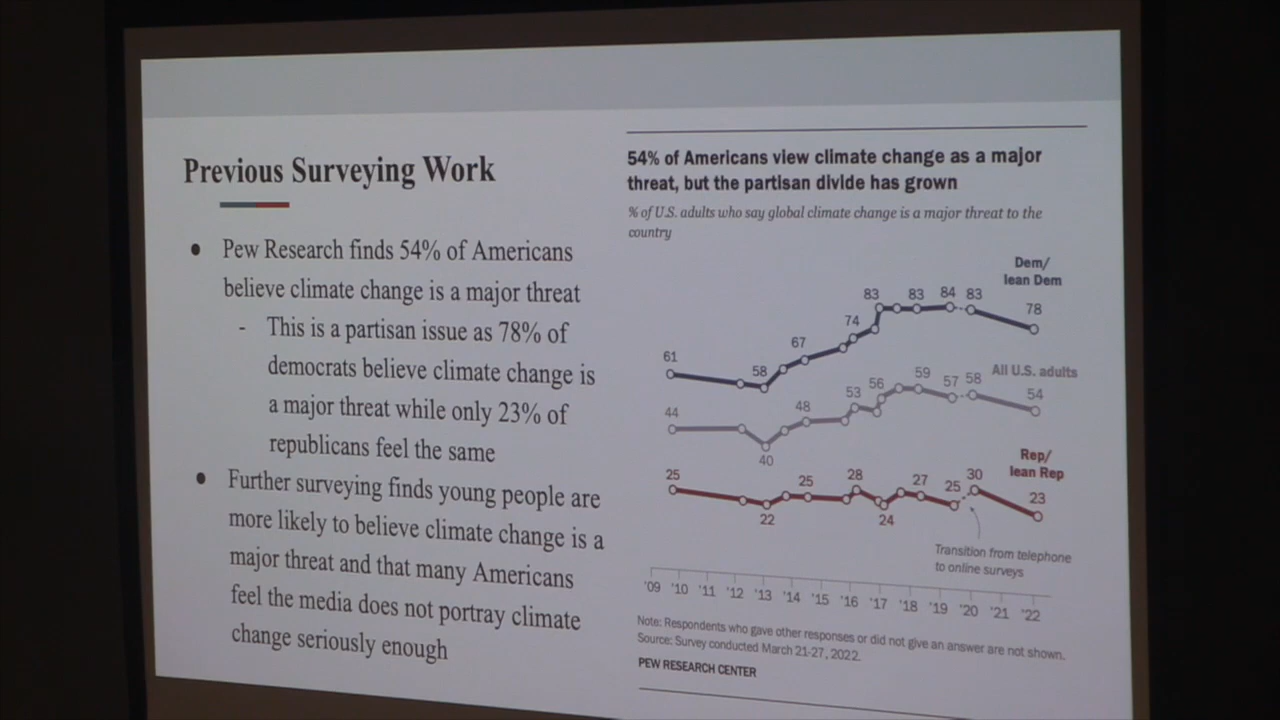 Previous Surveying Work
● Pew Research finds 54% of Americans
believe climate change is a major threat
- This is a partisan issue as 78% of
democrats believe climate change is
a major threat while only 23% of
republicans feel the same
● Further surveying finds young people are
more likely to believe climate change is a
major threat and that many Americans
feel the media does not portray climate
change seriously enough
54% of Americans view climate change as a major
threat, but the partisan divide has grown
% of U.S. adults who say global climate change is a major threat to the
country
Dem/
lean Dem
61 58 67 74 83 83 84 83 78
All U.S. adults
44 40 48 53 56 59 57 58 54
Rep/
lean Rep
25 22 25 28 24 27 25 30 23
Transition from telephone
to online surveys
'09 '10 '11 '12 '13 '14 '15 '16 '17 '18 '19 '20 '21 '22
Note: Respondents who gave other responses or did not give an answer are not shown.
Source: Survey conducted March 21-27, 2022.
PEW RESEARCH CENTER